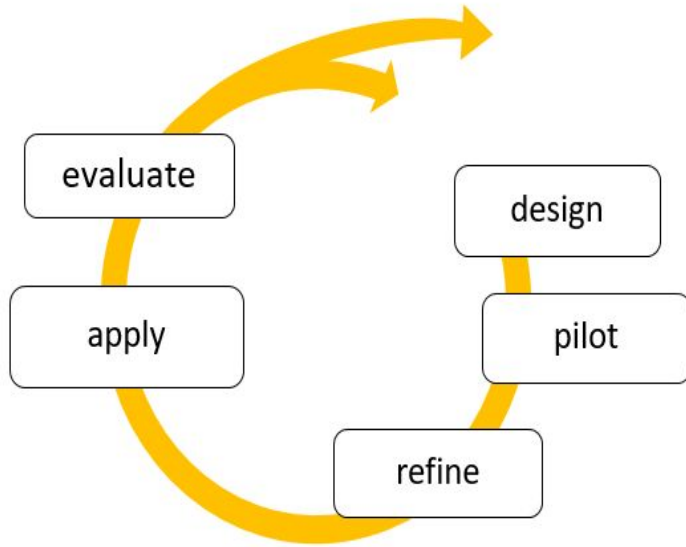 evaluate
design
apply
pilot
refine